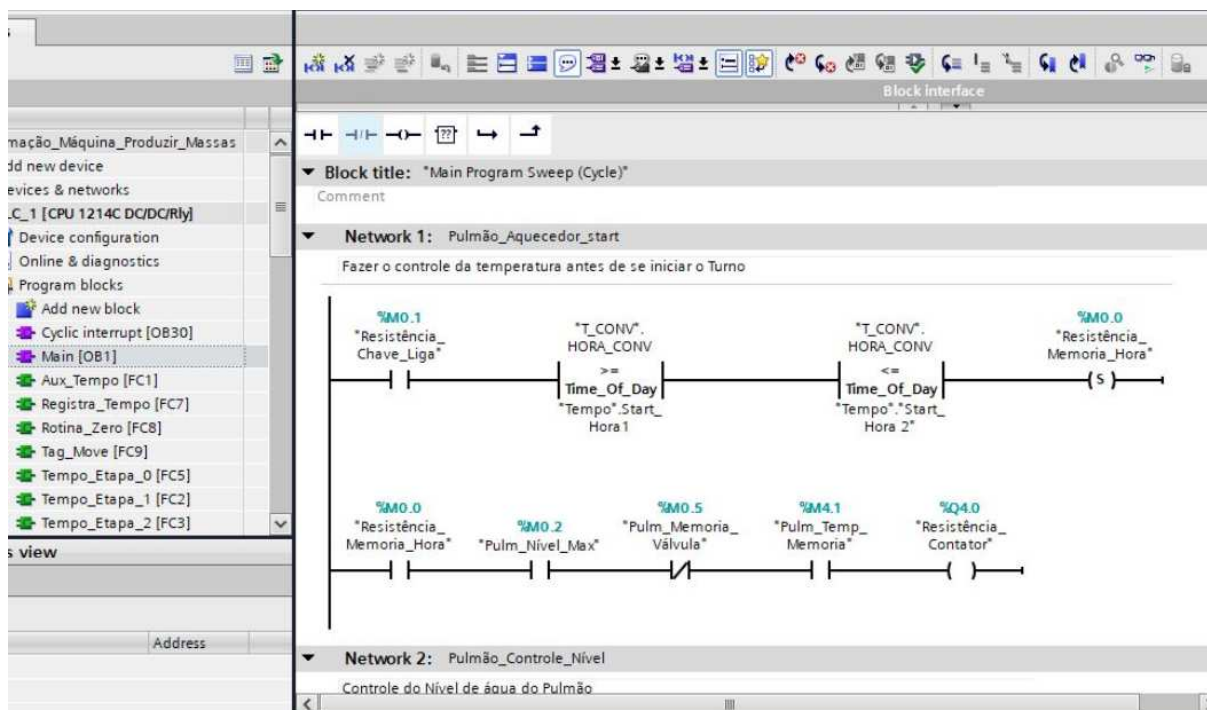 s
Block interface
mação_Máquina_Produzir_Massas
dd new device
evices & networks
LC_1 [CPU 1214C DC/DC/Rly]
Device configuration
Online & diagnostics
Program blocks
Add new block
Cyclic interrupt [OB30]
Main [OB1]
Aux_Tempo [FC1]
Registra_Tempo [FC7]
Rotina_Zero [FC8]
Tag_Move [FC9]
Tempo_Etapa_0 [FC5]
Tempo_Etapa_1 [FC2]
Tempo_Etapa_2 [FC3]
s view
Address
??
Block title: "Main Program Sweep (Cycle)"
Comment
Network 1: Pulmão_Aquecedor_start
Fazer o controle da temperatura antes de se iniciar o Turno
%M0.1
"Resistência_
Chave_Liga"
"T_CONV".
HORA_CONV
>=
Time_Of_Day
"Tempo".Start_
Hora1
"T_CONV".
HORA_CONV
<=
Time_Of_Day
"Tempo"."Start_
Hora 2"
%M0.0
"Resistência_
Memoria_Hora"
S
%M0.0
"Resistência_
Memoria_Hora"
%M0.2
"Pulm_Nível_Max"
%M0.5
"Pulm_Memoria_
Válvula"
%M4.1
"Pulm_Temp_
Memoria"
%Q4.0
"Resistência_
Contator"
Network 2: Pulmão_Controle_Nível
Controle do Nível de água do Pulmão